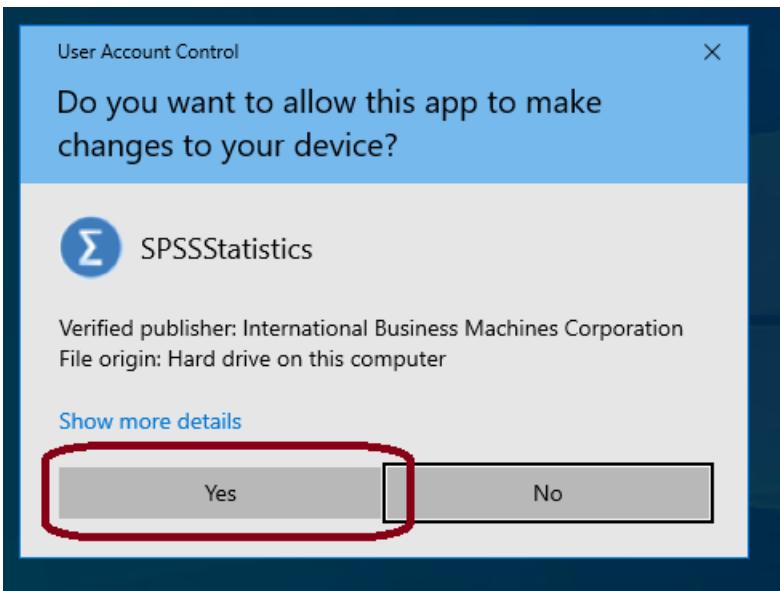 User Account Control
Do you want to allow this app to make
changes to your device?
SPSSStatistics
Verified publisher: International Business Machines Corporation
File origin: Hard drive on this computer
Show more details
Yes No